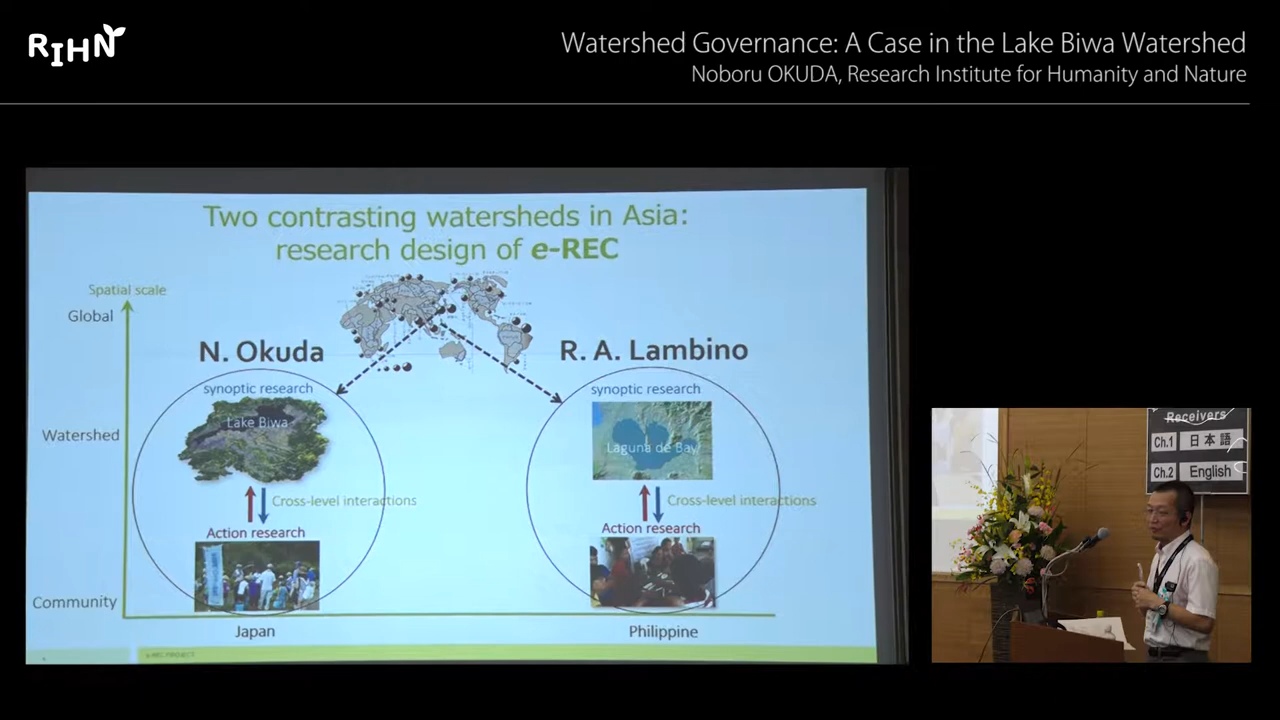 RIHN
Watershed Governance: A Case in the Lake Biwa Watershed
Noboru OKUDA, Research Institute for Humanity and Nature
Two contrasting watersheds in Asia:
research design of e-REC
Spatial scale
Global
N. Okuda
R. A. Lambino
synoptic research
synoptic research
Lake Biwa
Watershed
Laguna de Bay
Cross-level interactions
Cross-level interactions
Action research
Action research
Community
Japan
Philippine
e-REC PROJECT
Receivers
Ch.1 日本語
Ch.2 English